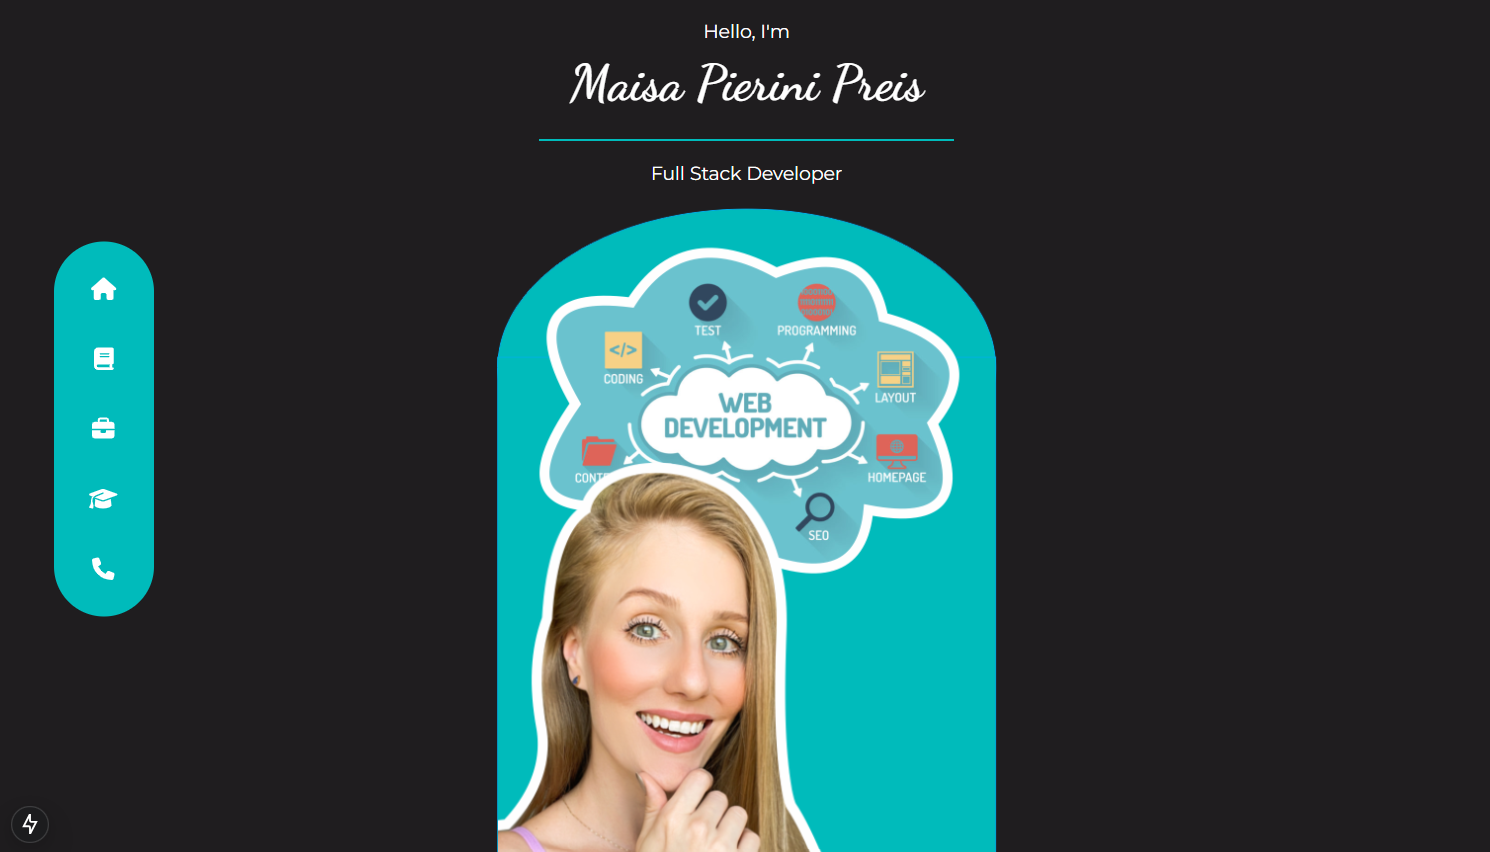 Hello, I'm
Maisa Pierini Preis
Full Stack Developer
TEST
PROGRAMMING
</>
CODING
LAYOUT
WEB
DEVELOPMENT
HOMEPAGE
SEO